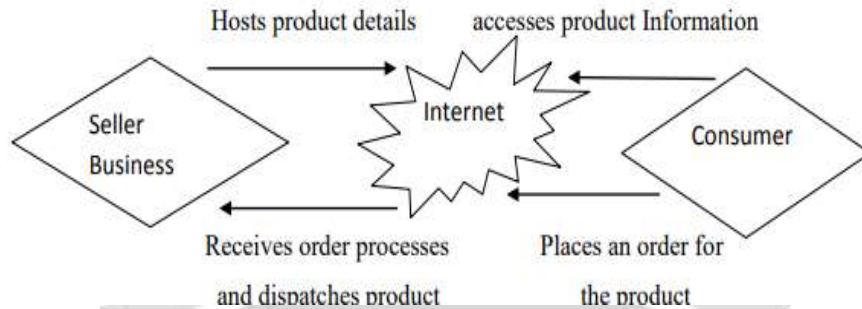 Hosts product details
accesses product Information
Internet
Seller
Business
Consumer
Receives order processes
and dispatches product
Places an order for
the product